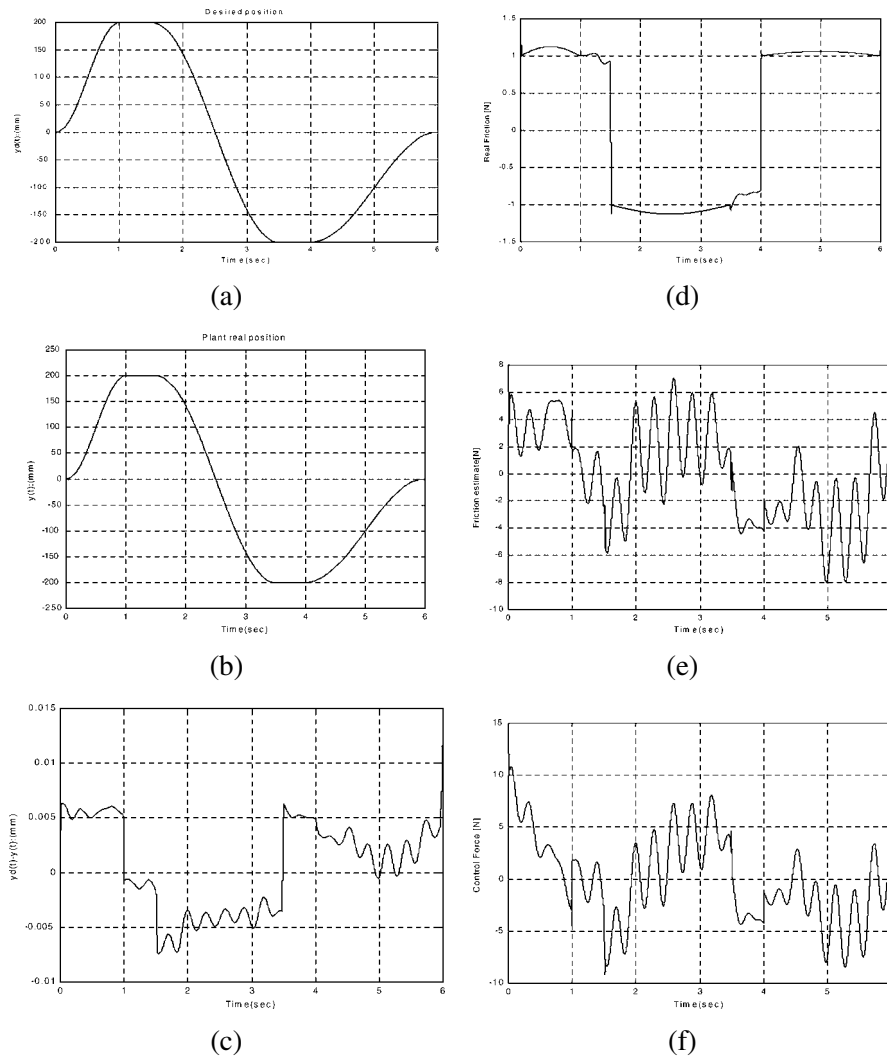 Desired position
200
150
100
50
0
-50
-100
-150
-200
yd(t):(mm)
0 1 2 3 4 5 6
Time(sec)
(a)
1.5
1
0.5
0
-0.5
-1
-1.5
Real Friction [N]
0 1 2 3 4 5 6
Time(sec)
(d)
Plant real position
250
200
150
100
50
0
-50
-100
-150
-200
-250
y(t):(mm)
0 1 2 3 4 5 6
Time(sec)
(b)
8
6
4
2
0
-2
-4
-6
-8
-10
Friction estimate[N]
0 1 2 3 4 5
Time(sec)
(e)
0.015
0.01
0.005
0
-0.005
-0.01
yd(t)-y(t):(mm)
0 1 2 3 4 5 6
Time(sec)
(c)
15
10
5
0
-5
-10
Control Force [N]
0 1 2 3 4 5
Time(sec)
(f)